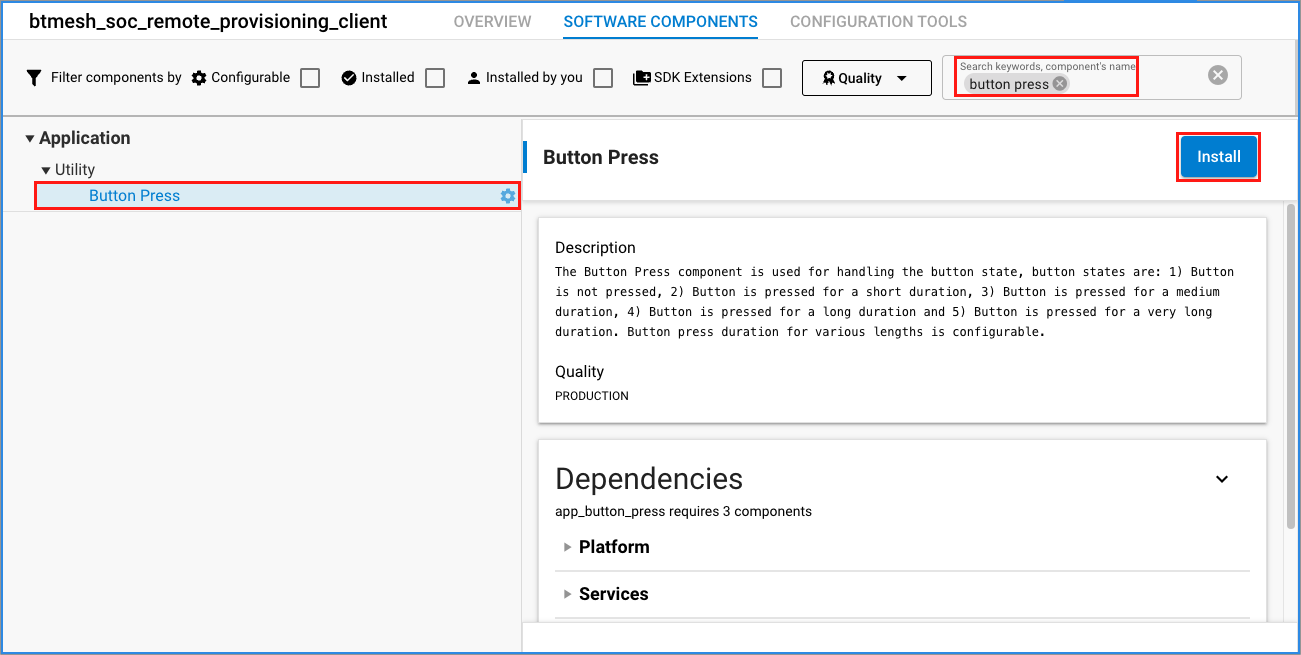 btmesh_soc_remote_provisioning_client
OVERVIEW
SOFTWARE COMPONENTS
CONFIGURATION TOOLS
Filter components by
Configurable
Installed
Installed by you
SDK Extensions
Quality
Search keywords, component's name
button press
Application
Utility
Button Press
Button Press
Install
Description
The Button Press component is used for handling the button state, button states are: 1) Button
is not pressed, 2) Button is pressed for a short duration, 3) Button is pressed for a medium
duration, 4) Button is pressed for a long duration and 5) Button is pressed for a very long
duration. Button press duration for various lengths is configurable.
Quality
PRODUCTION
Dependencies
app_button_press requires 3 components
Platform
Services